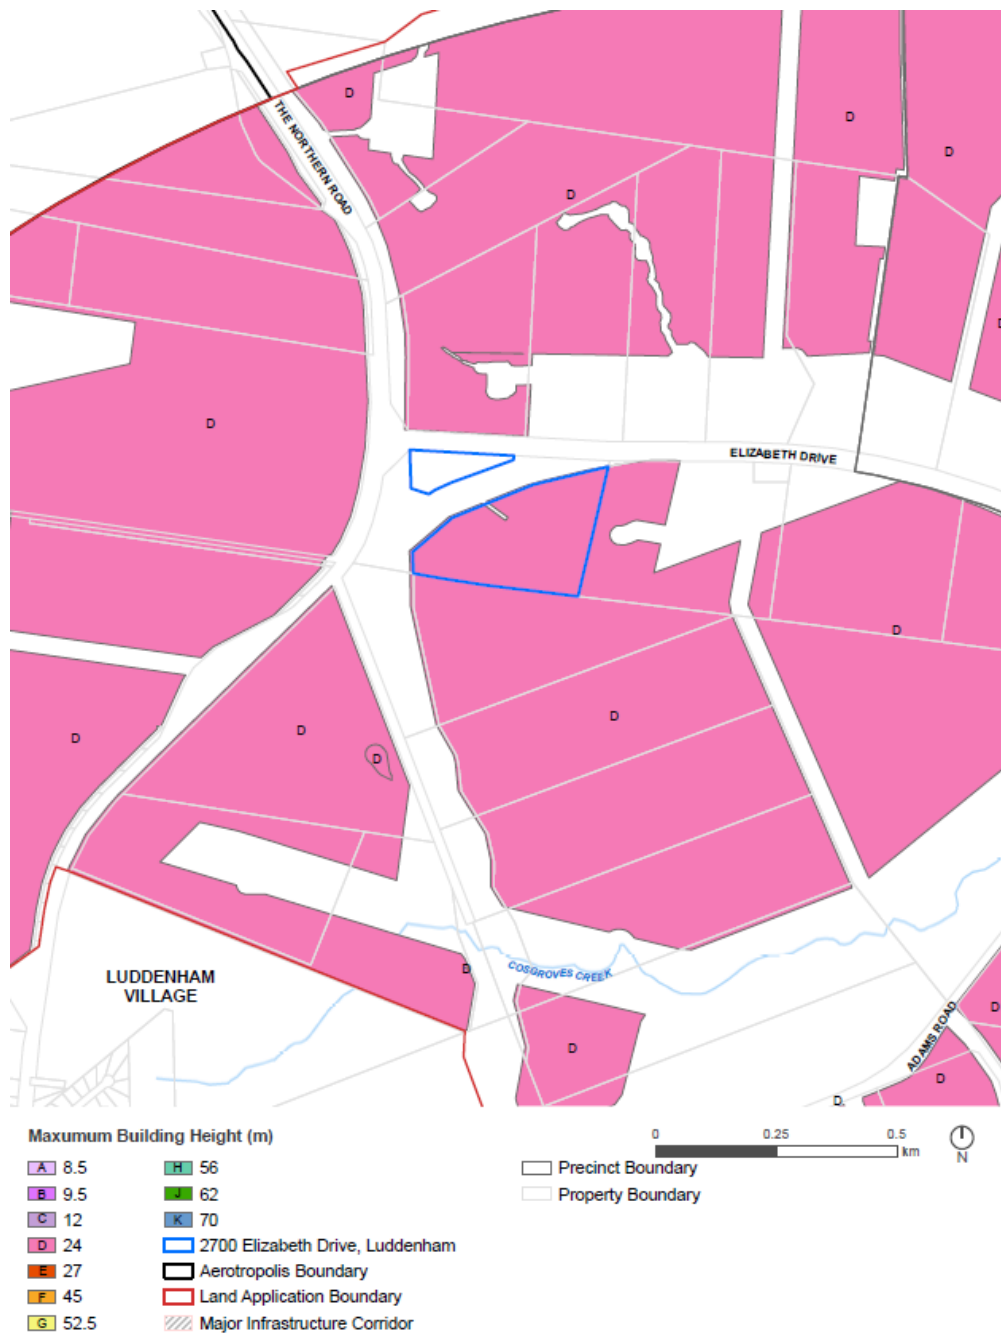 D
D
D
THE NORTHERN ROAD
D
D
D
ELIZABETH DRIVE
D
D
D
D
D
D
COSGROVES CREEK
LUDDENHAM
VILLAGE
D
ADAMS ROAD
D
D
D
Maxumum Building Height (m)
A 8.5
B 9.5
C 12
D 24
E 27
F 45
G 52.5
H 56
J 62
K 70
2700 Elizabeth Drive, Luddenham
Aerotropolis Boundary
Land Application Boundary
Major Infrastructure Corridor
Precinct Boundary
Property Boundary
0 0.25 0.5
km
N